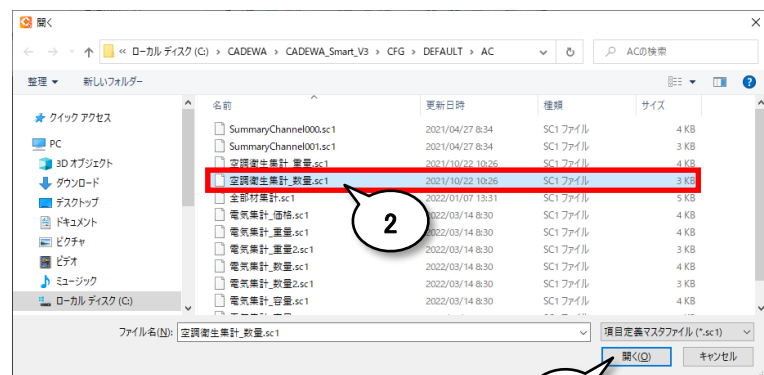 開く
« ローカル ディスク (C:) › CADEWA › CADEWA_Smart_V3 › CFG › DEFAULT › AC
ACの検索
整理 新しいフォルダー
名前 更新日時 種類 サイズ
クイック アクセス
PC
3D オブジェクト
ダウンロード
デスクトップ
ドキュメント
ピクチャ
ビデオ
ミュージック
ローカル ディスク (C:)
SummaryChannel000.sc1 2021/04/27 8:34 SC1 ファイル 4 KB
SummaryChannel001.sc1 2021/04/27 8:34 SC1 ファイル 3 KB
空調衛生集計_重量.sc1 2021/10/22 10:26 SC1 ファイル 4 KB
空調衛生集計_数量.sc1 2021/10/22 10:26 SC1 ファイル 3 KB
全部材集計.sc1 2022/01/07 13:31 SC1 ファイル 5 KB
電気集計_価格.sc1 2022/03/14 8:30 SC1 ファイル 4 KB
電気集計_重量.sc1 2022/03/14 8:30 SC1 ファイル 4 KB
電気集計_重量2.sc1 2022/03/14 8:30 SC1 ファイル 3 KB
電気集計_数量.sc1 2022/03/14 8:30 SC1 ファイル 4 KB
電気集計_数量2.sc1 2022/03/14 8:30 SC1 ファイル 3 KB
電気集計_容量.sc1 2022/03/14 8:30 SC1 ファイル 4 KB
2
ファイル名(N): 空調衛生集計_数量.sc1 項目定義マスタファイル (*.sc1)
開く(O) キャンセル